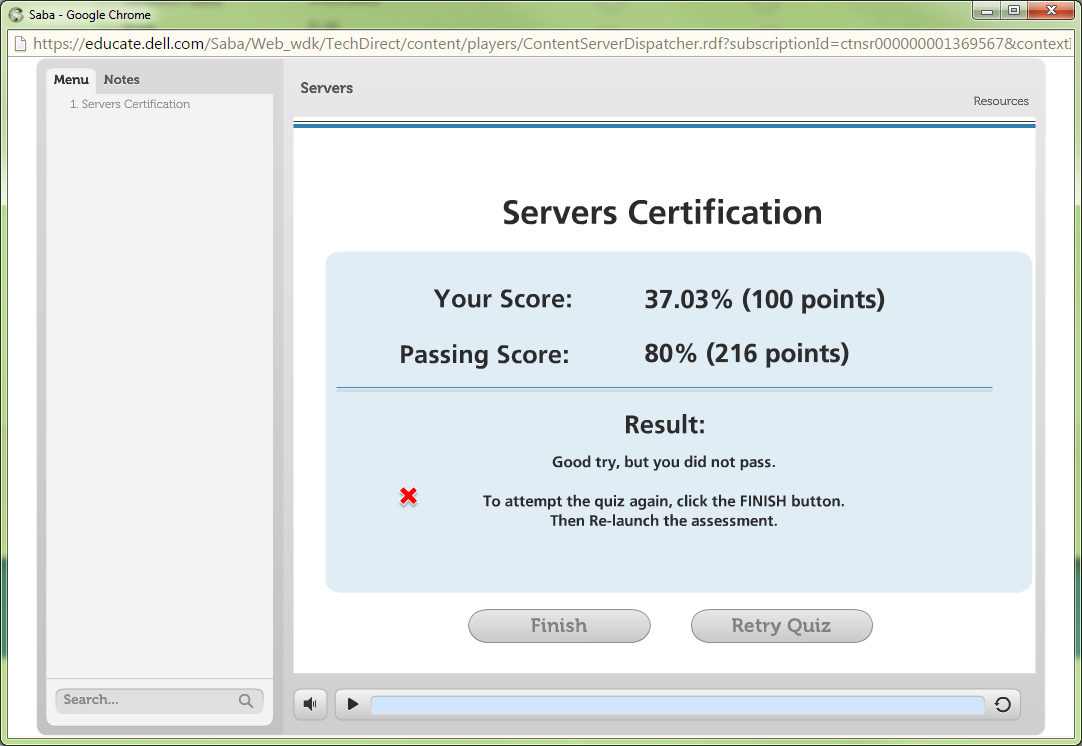 Saba - Google Chrome
https://educate.dell.com/Saba/Web_wdk/TechDirect/content/players/ContentServerDispatcher.rdf?subscriptionId=ctnsr000000001369567&context
Menu Notes
1. Servers Certification
Servers
Resources
Servers Certification
Your Score: 37.03% (100 points)
Passing Score: 80% (216 points)
Result:
Good try, but you did not pass.
To attempt the quiz again, click the FINISH button.
Then Re-launch the assessment.
Finish Retry Quiz
Search...